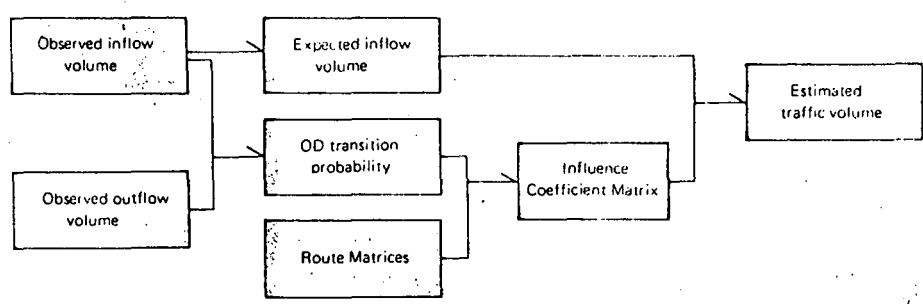 Observed inflow
volume
Expected inflow
volume
Estimated
traffic volume
OD transition
probability
Influence
Coefficient Matrix
Observed outflow
volume
Route Matrices